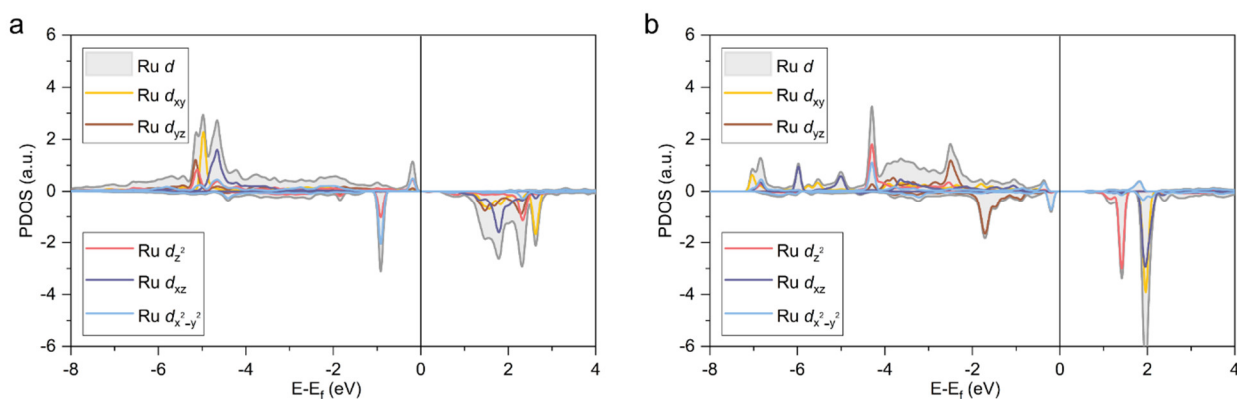 a
6
4
2
0
-2
-4
-6
PDOS (a.u.)
Ru d
Ru dxy
Ru dyz
Ru dz²
Ru dxz
Ru dx²-y²
-8 -6 -4 -2 0 2 4
E-Ef (eV)
b
6
4
2
0
-2
-4
-6
PDOS (a.u.)
Ru d
Ru dxy
Ru dyz
Ru dz²
Ru dxz
Ru dx²-y²
-8 -6 -4 -2 0 2 4
E-Ef (eV)